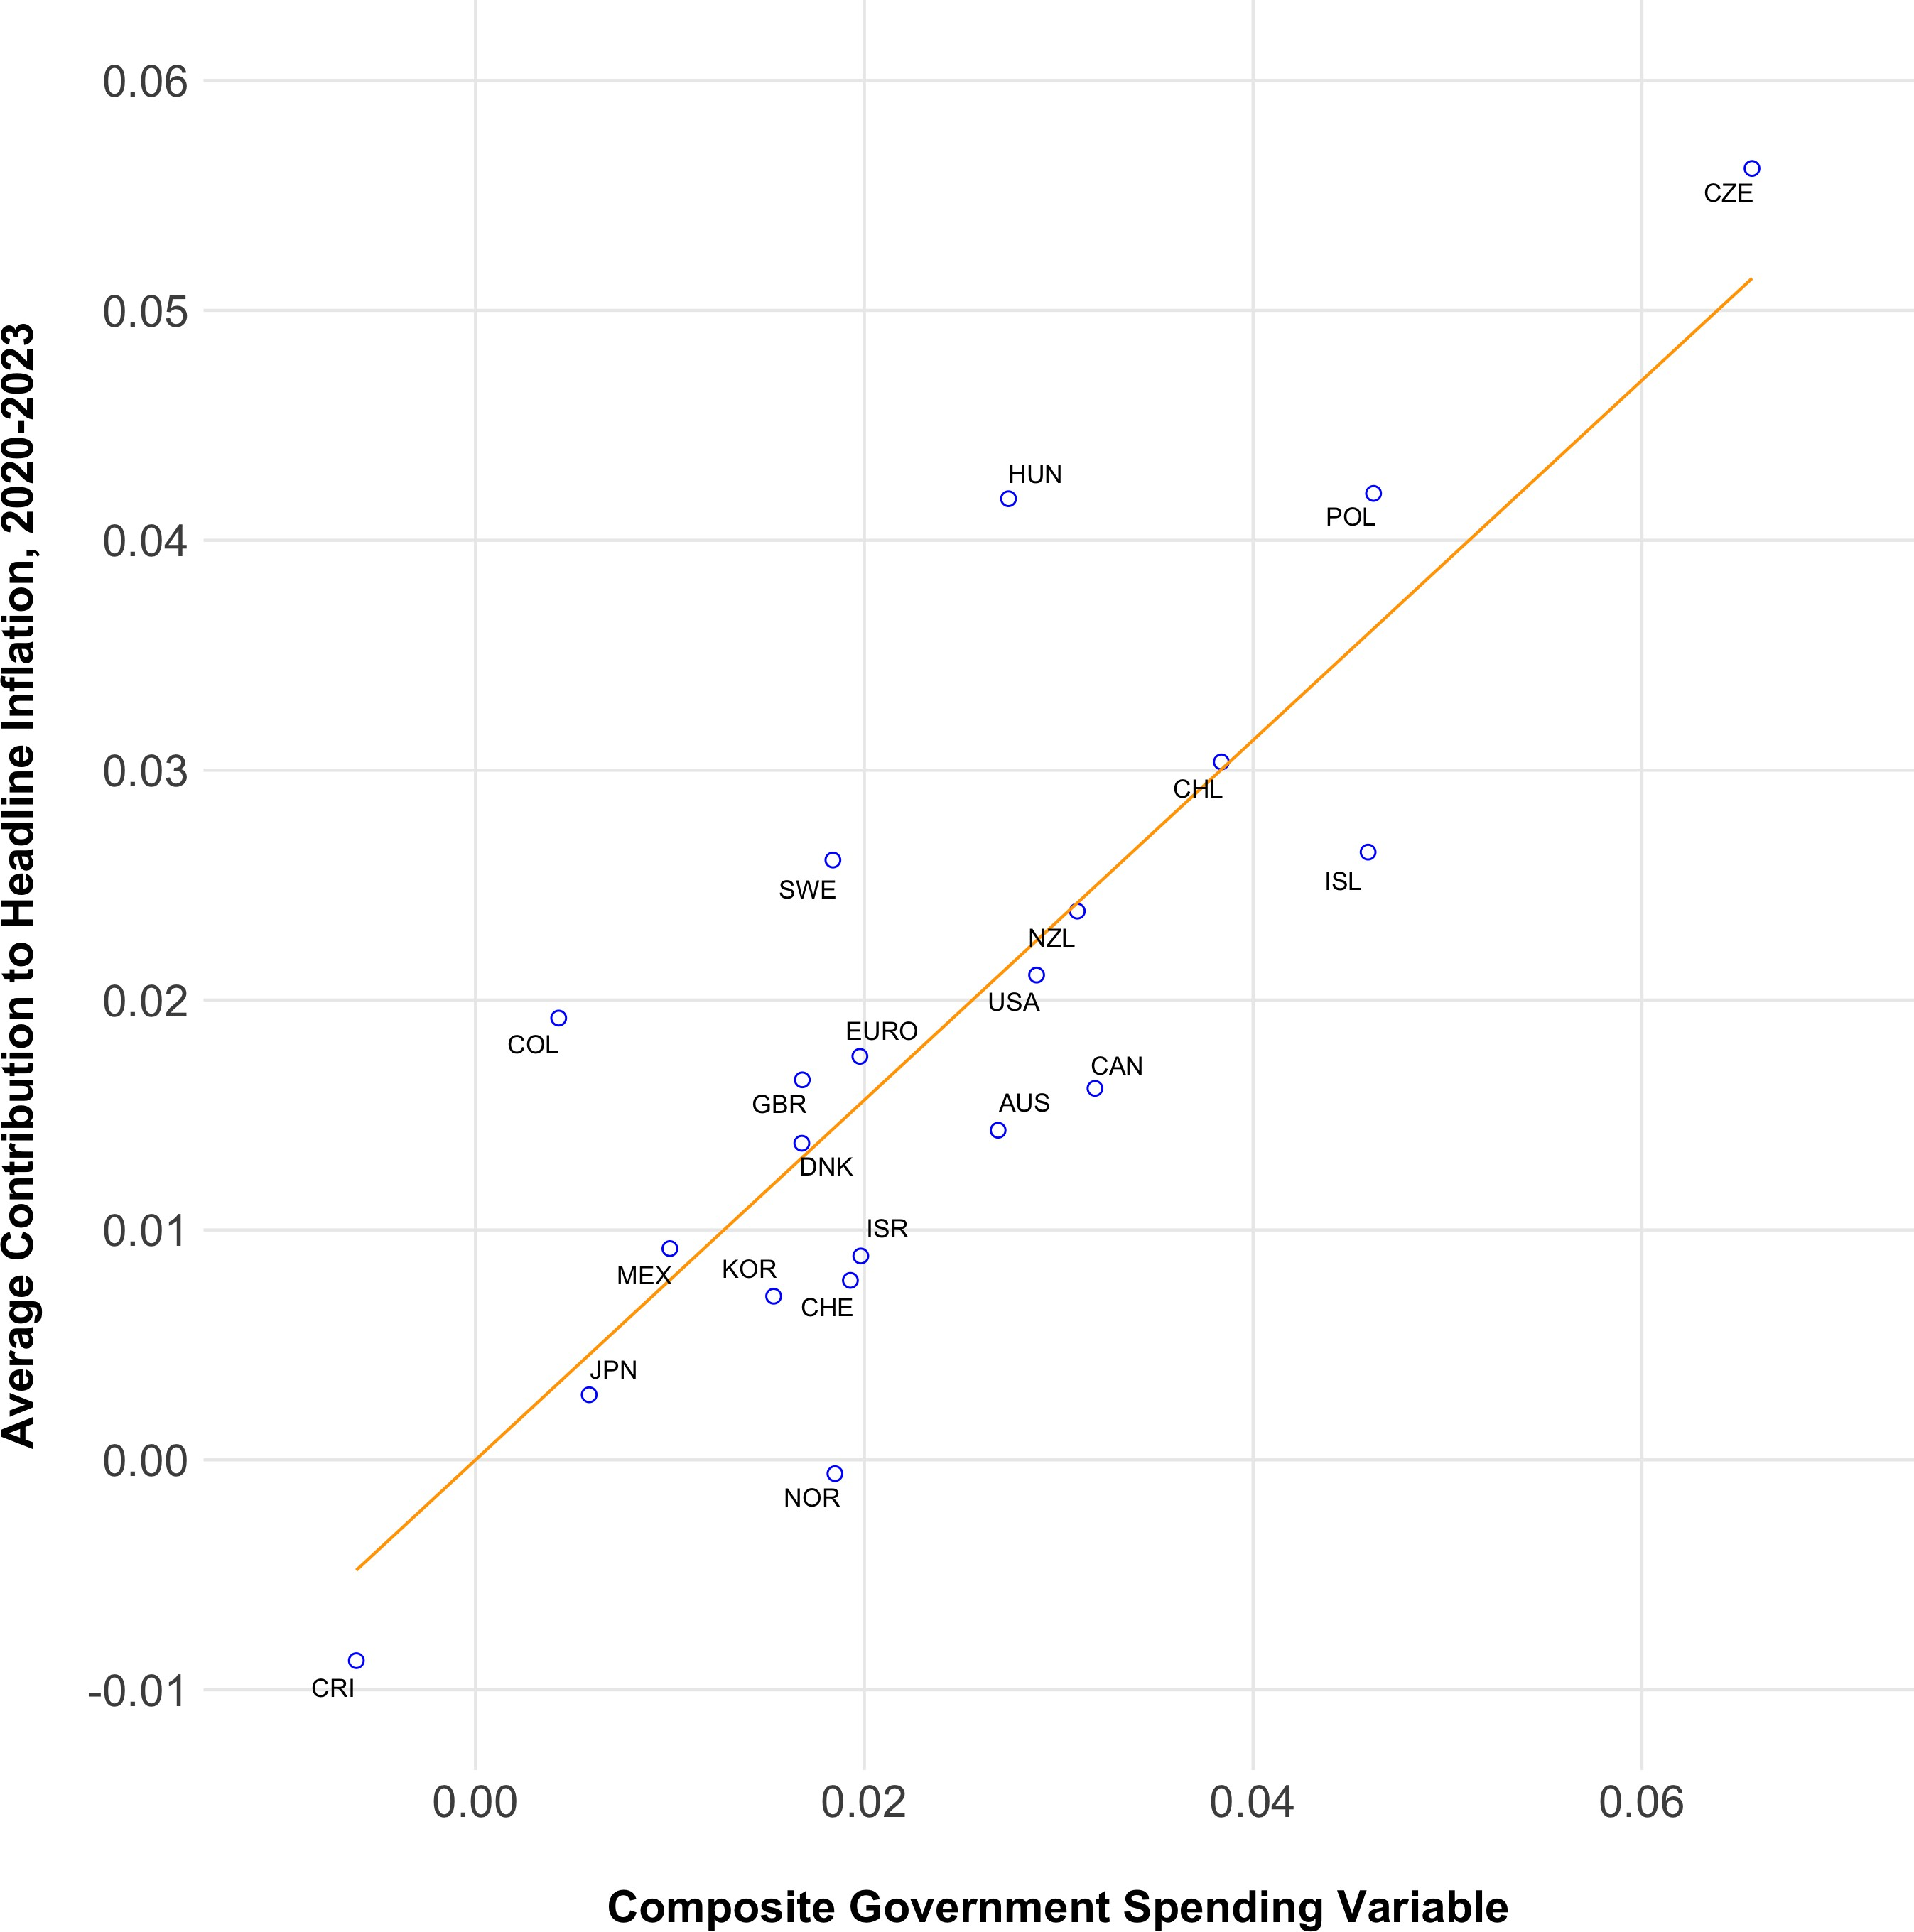 Average Contribution to Headline Inflation, 2020-2023
0.06
0.05
0.04
0.03
0.02
0.01
0.00
-0.01
CZE
HUN
POL
CHL
ISL
SWE
NZL
USA
COL
EURO
CAN
GBR
AUS
DNK
ISR
KOR
MEX
CHE
JPN
NOR
CRI
0.00 0.02 0.04 0.06
Composite Government Spending Variable